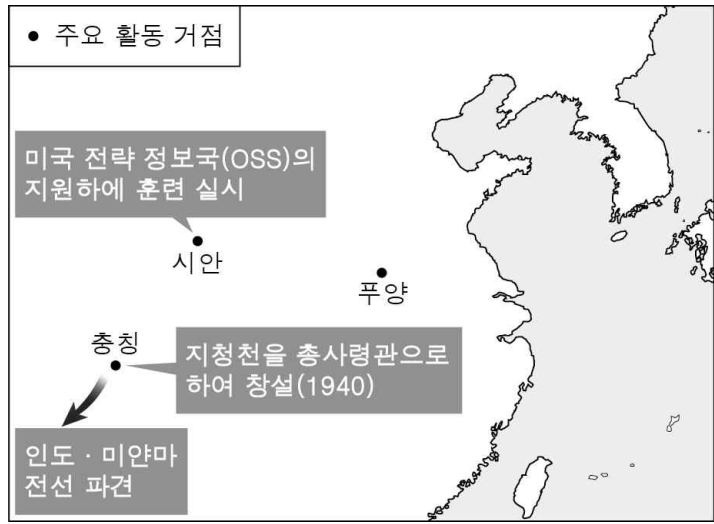 ● 주요 활동 거점
미국 전략 정보국(OSS)의
지원하에 훈련 실시
시안
푸양
충칭
지청천을 총사령관으로
하여 창설(1940)
인도·미얀마
전선 파견